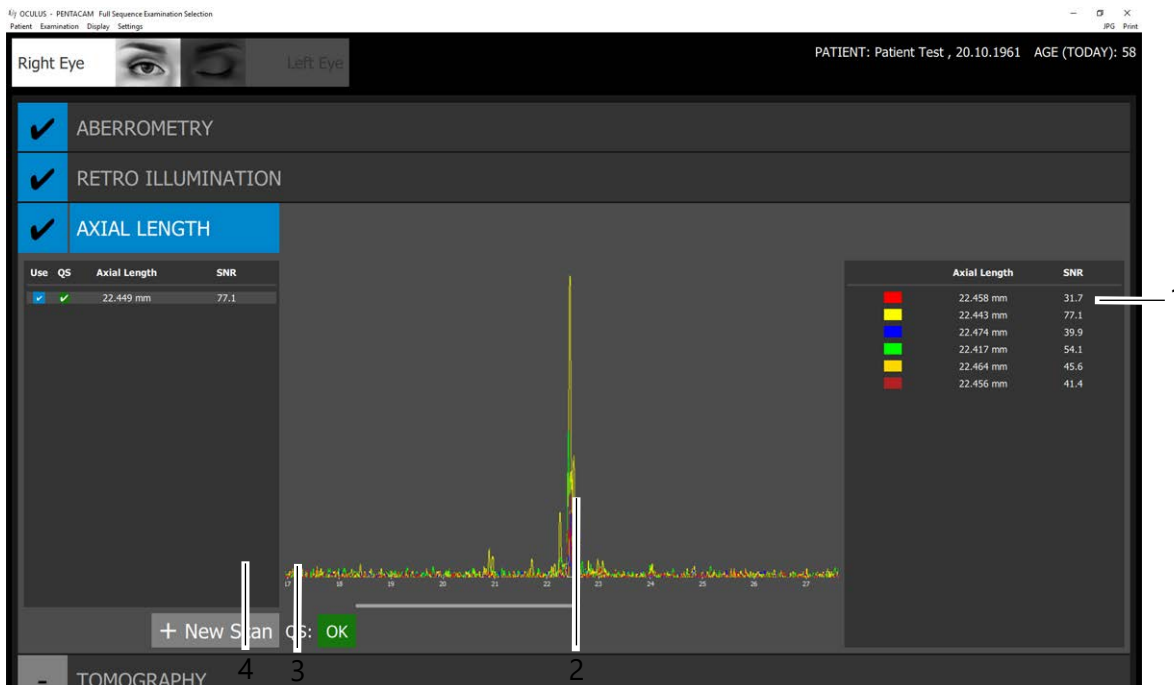 OCULUS - PENTACAM Full Sequence Examination Selection
Patient Examination Display Settings JPG Print
Right Eye Left Eye PATIENT: Patient Test , 20.10.1961 AGE (TODAY): 58
ABERROMETRY
RETRO ILLUMINATION
AXIAL LENGTH
Use QS Axial Length SNR
22.449 mm 77.1
Axial Length SNR
22.458 mm 31.7
22.443 mm 77.1
22.474 mm 39.9
22.417 mm 54.1
22.464 mm 45.6
22.456 mm 41.4
17 18 19 20 21 22 23 24 25 26 27
+ New Scan QS: OK
4 3 2
- TOMOGRAPHY